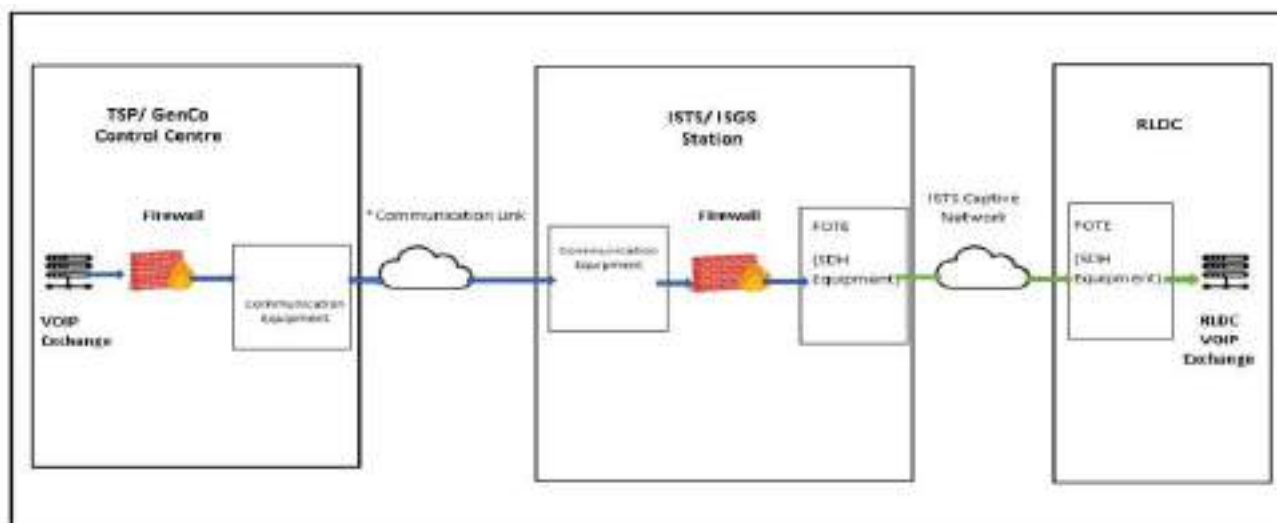 TSP/ GenCo
Control Centre
Firewall
VOIP
Exchange
Communication
Equipment
* Communication Link
ISTS/ ISGS
Station
Communication
Equipment
Firewall
FOTE
(SDH
Equipment)
ISTS Captive
Network
RLDC
FOTE
(SDH
Equipment)
RLDC
VOIP
Exchange